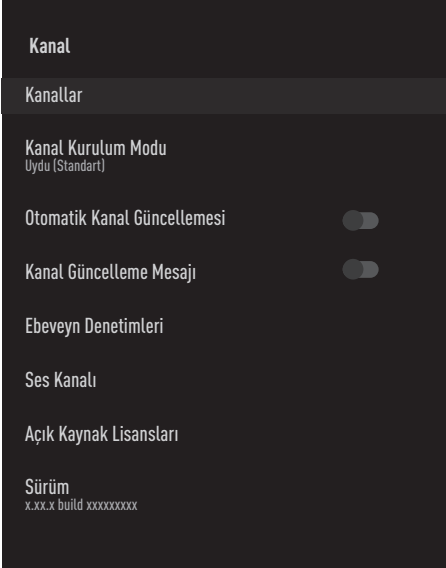 Kanal
Kanallar
Kanal Kurulum Modu
Uydu (Standart)
Otomatik Kanal Güncellemesi
Kanal Güncelleme Mesajı
Ebeveyn Denetimleri
Ses Kanalı
Açık Kaynak Lisansları
Sürüm
x.xx.x build xxxxxxxxx